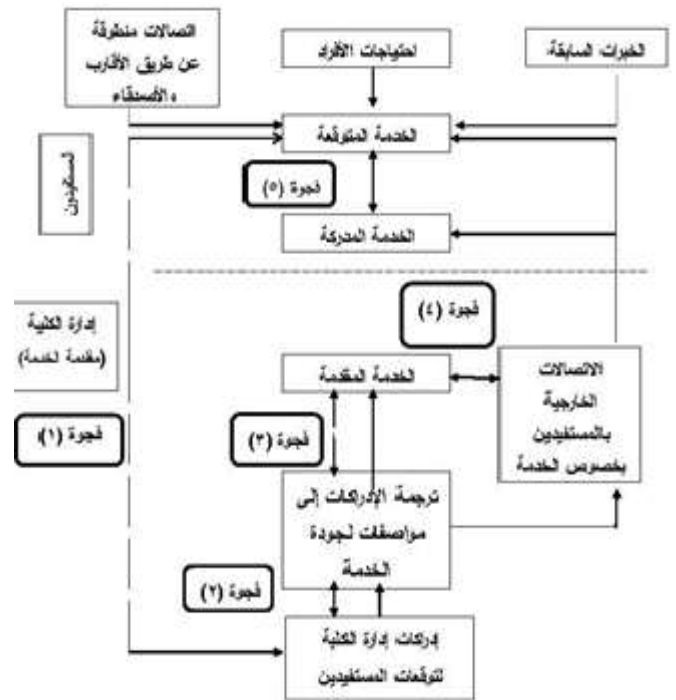 الخبرات السابقة
احتياجات الأفراد
اتصالات منطوقة
عن طريق الأقارب
والأصدقاء
الخدمة المتوقعة
المستفيدون
فجوة (٥)
الخدمة المدركة
فجوة (٤)
إدارة الكلية
(مقدمة الخدمة)
الخدمة المقدمة
الاتصالات
الخارجية
بالمستفيدين
بخصوص الخدمة
فجوة (٣)
فجوة (١)
ترجمة الإدراكات إلى
مواصفات لجودة
الخدمة
فجوة (٢)
إدراكات إدارة الكلية
لتوقعات المستفيدين